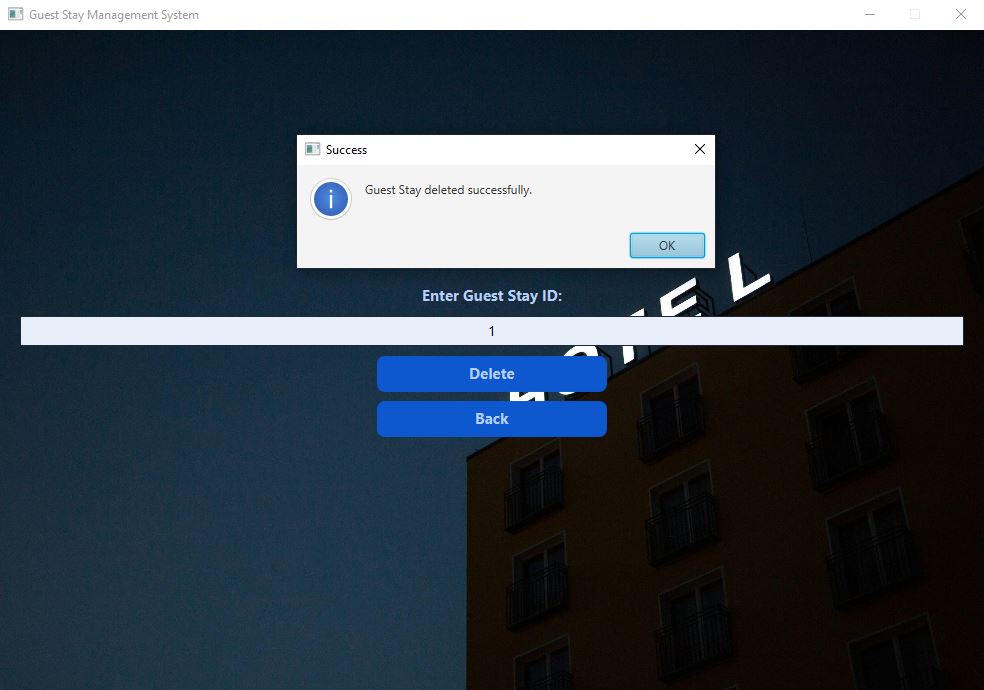 Guest Stay Management System
Success
Guest Stay deleted successfully.
OK
Enter Guest Stay ID:
1
Delete
Back
HOTEL